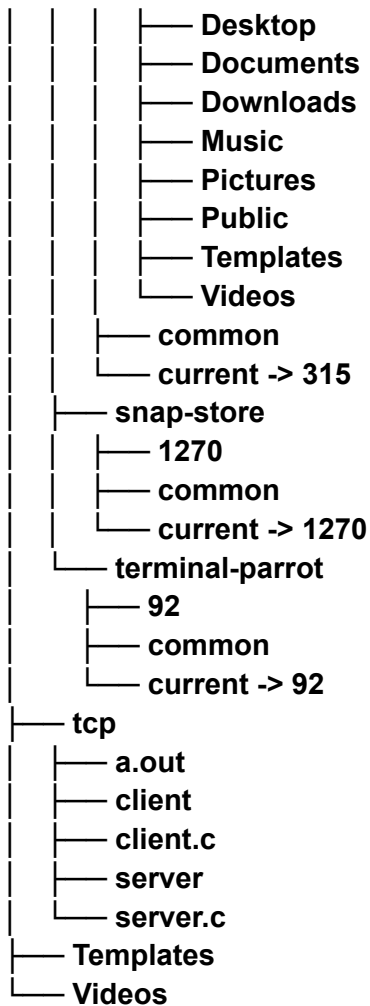 │   │   │   ├── Desktop
│   │   │   ├── Documents
│   │   │   ├── Downloads
│   │   │   ├── Music
│   │   │   ├── Pictures
│   │   │   ├── Public
│   │   │   ├── Templates
│   │   │   └── Videos
│   │   ├── common
│   │   └── current -> 315
│   ├── snap-store
│   │   ├── 1270
│   │   ├── common
│   │   └── current -> 1270
│   └── terminal-parrot
│       ├── 92
│       ├── common
│       └── current -> 92
├── tcp
│   ├── a.out
│   ├── client
│   ├── client.c
│   ├── server
│   └── server.c
├── Templates
└── Videos